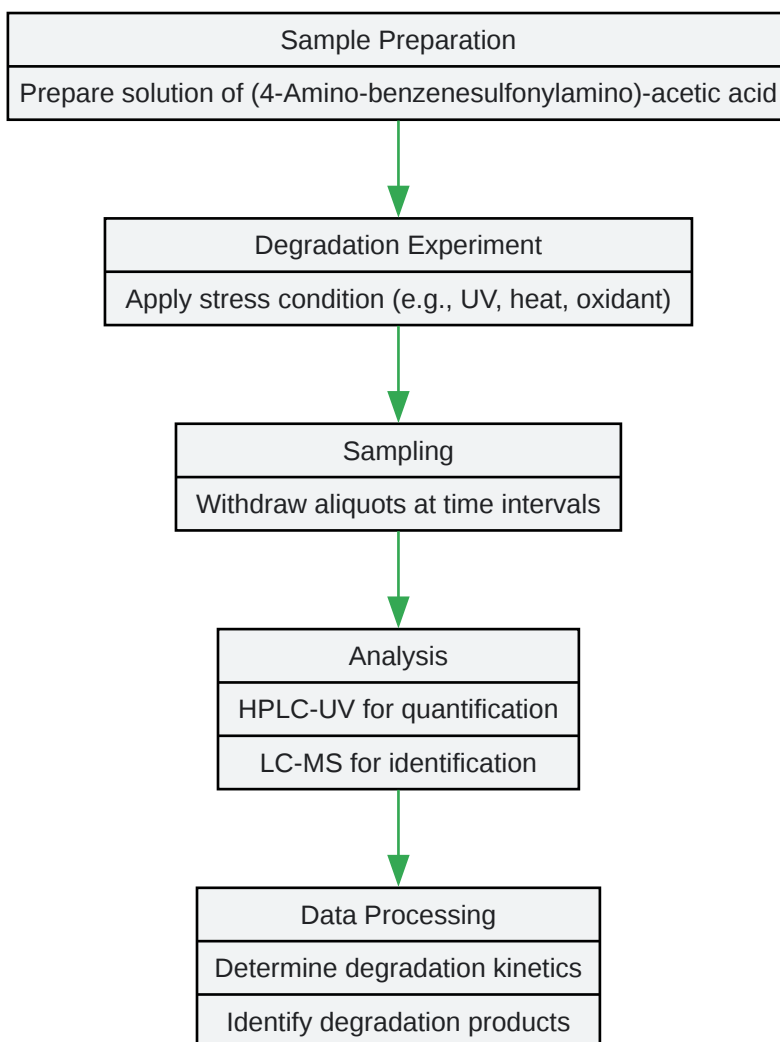 Sample Preparation
Prepare solution of (4-Amino-benzenesulfonylamino)-acetic acid
Degradation Experiment
Apply stress condition (e.g., UV, heat, oxidant)
Sampling
Withdraw aliquots at time intervals
Analysis
HPLC-UV for quantification
LC-MS for identification
Data Processing
Determine degradation kinetics
Identify degradation products